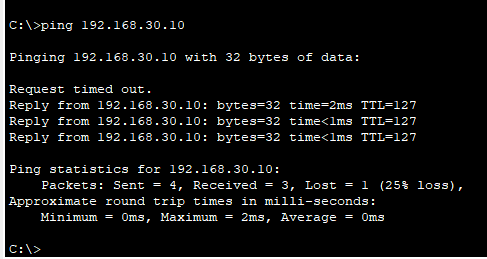 C:\>ping 192.168.30.10
Pinging 192.168.30.10 with 32 bytes of data:
Request timed out.
Reply from 192.168.30.10: bytes=32 time=2ms TTL=127
Reply from 192.168.30.10: bytes=32 time<1ms TTL=127
Reply from 192.168.30.10: bytes=32 time<1ms TTL=127
Ping statistics for 192.168.30.10:
    Packets: Sent = 4, Received = 3, Lost = 1 (25% loss),
Approximate round trip times in milli-seconds:
    Minimum = 0ms, Maximum = 2ms, Average = 0ms
C:\>